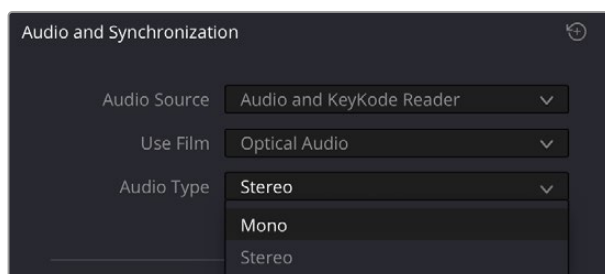 Audio and Synchronization
Audio Source Audio and KeyKode Reader
Use Film Optical Audio
Audio Type Stereo
Mono
Stereo